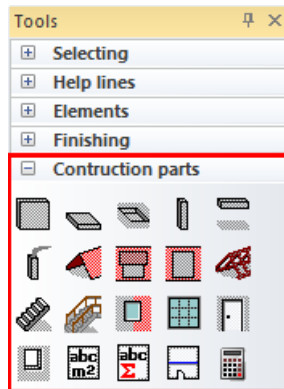 Tools
Selecting
Help lines
Elements
Finishing
Contruction parts
abc m2 abc Σ